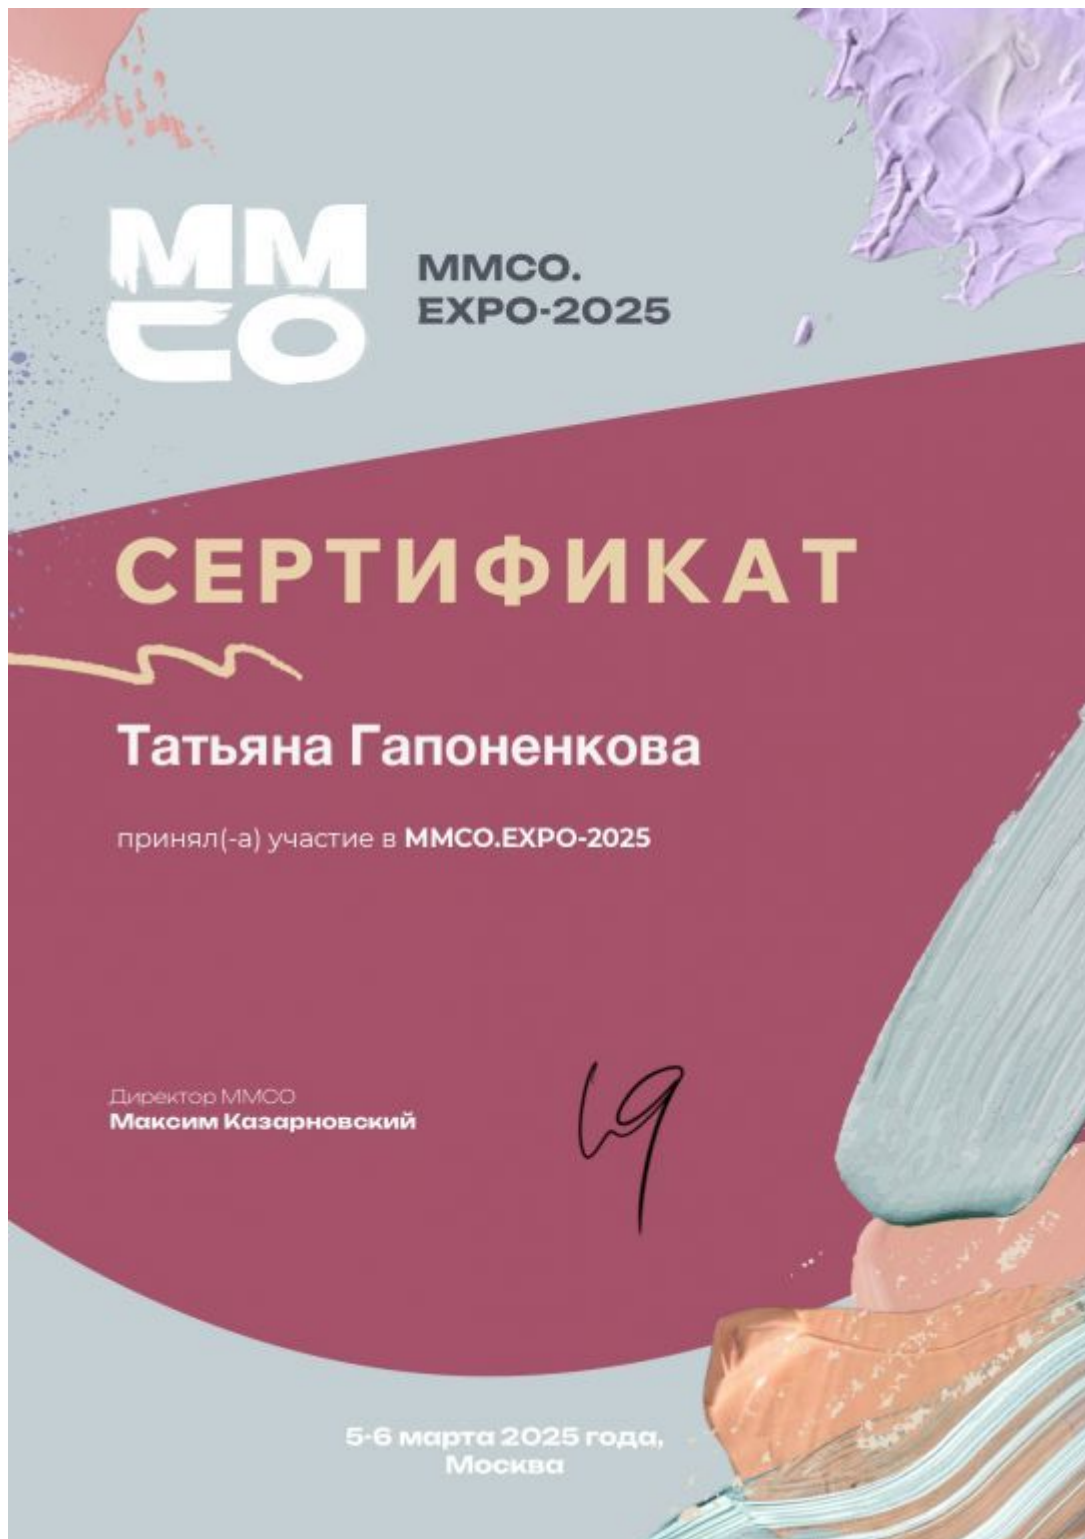 ММ
СО
ММСО.
EXPO-2025
СЕРТИФИКАТ
Татьяна Гапоненкова
принял(-а) участие в ММСО.EXPO-2025
Директор ММСО
Максим Казарновский
5-6 марта 2025 года,
Москва